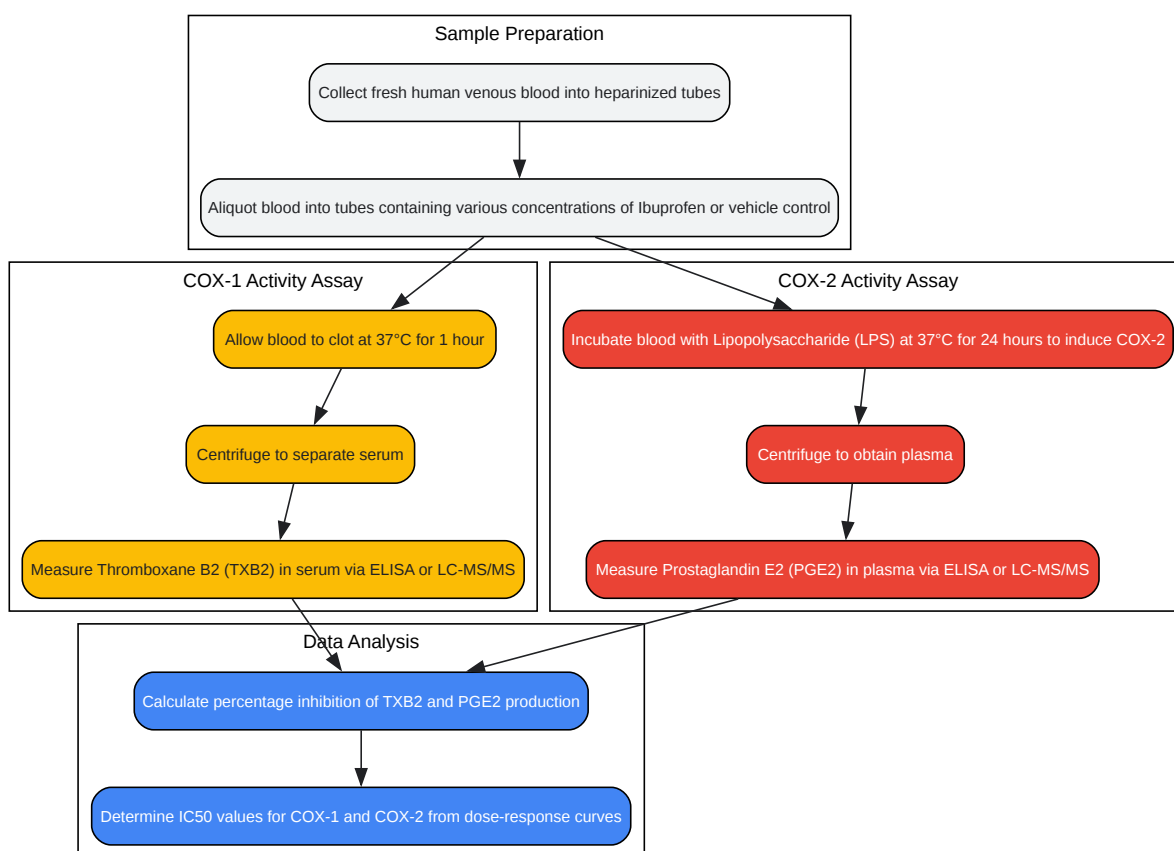 Sample Preparation
Collect fresh human venous blood into heparinized tubes
Aliquot blood into tubes containing various concentrations of Ibuprofen or vehicle control
COX-1 Activity Assay
Allow blood to clot at 37°C for 1 hour
Centrifuge to separate serum
Measure Thromboxane B2 (TXB2) in serum via ELISA or LC-MS/MS
COX-2 Activity Assay
Incubate blood with Lipopolysaccharide (LPS) at 37°C for 24 hours to induce COX-2
Centrifuge to obtain plasma
Measure Prostaglandin E2 (PGE2) in plasma via ELISA or LC-MS/MS
Data Analysis
Calculate percentage inhibition of TXB2 and PGE2 production
Determine IC50 values for COX-1 and COX-2 from dose-response curves